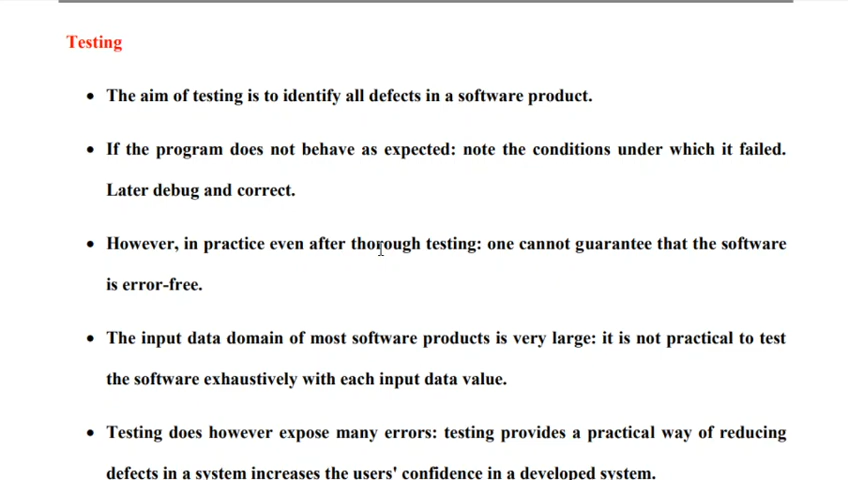 Testing
• The aim of testing is to identify all defects in a software product.
• If the program does not behave as expected: note the conditions under which it failed.
Later debug and correct.
• However, in practice even after thorough testing: one cannot guarantee that the software
is error-free.
• The input data domain of most software products is very large: it is not practical to test
the software exhaustively with each input data value.
• Testing does however expose many errors: testing provides a practical way of reducing
defects in a system increases the users' confidence in a developed system.